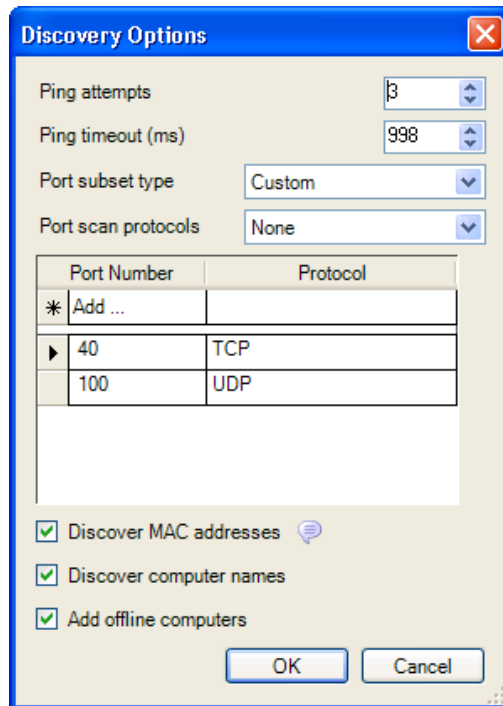 Discovery Options
Ping attempts 3
Ping timeout (ms) 998
Port subset type Custom
Port scan protocols None
Port Number Protocol
Add ...
40 TCP
100 UDP
Discover MAC addresses
Discover computer names
Add offline computers
OK Cancel